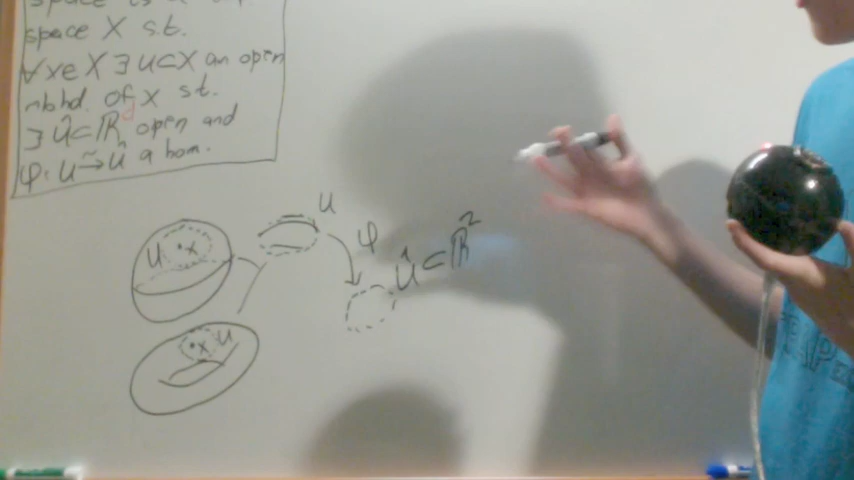 space X s.t.
∀x∈X ∃ U⊂X an open
nbhd. of x s.t.
∃ Û⊂ℝⁿ open and
φ: U ⥲ Û a hom.
U
U x
φ
Û ⊂ ℝ²
x U